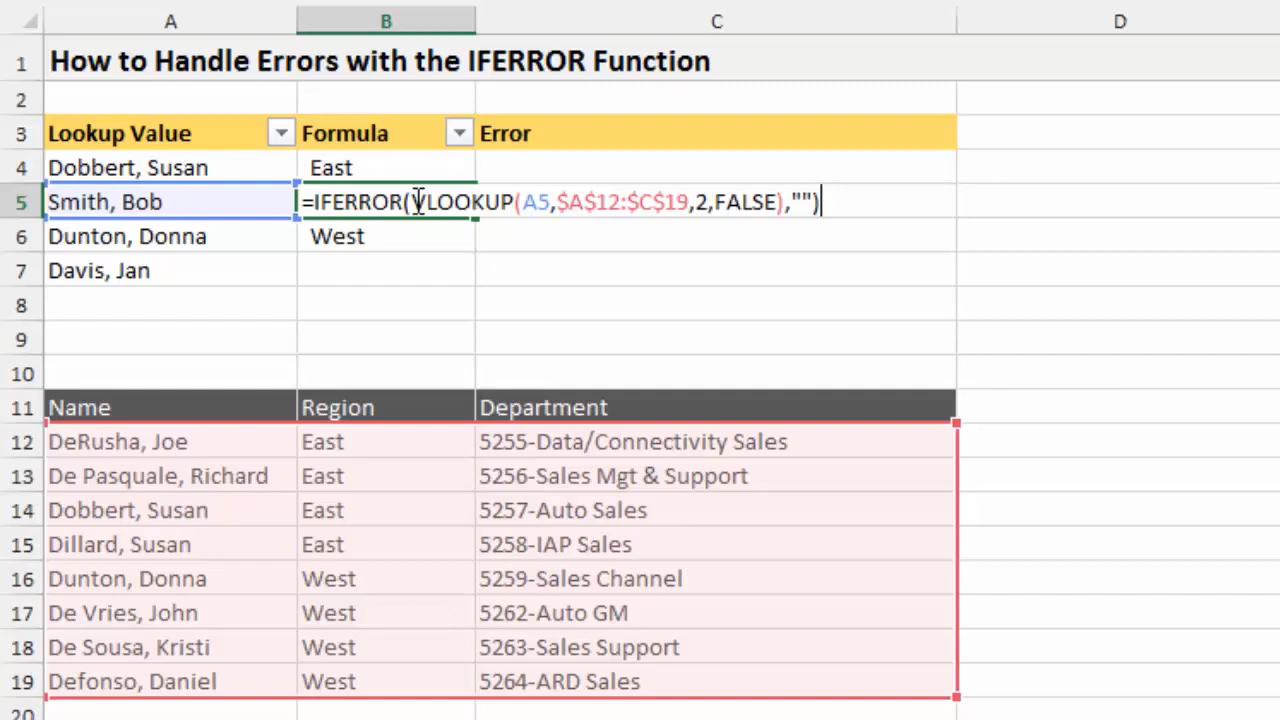 A B C D
1 How to Handle Errors with the IFERROR Function
2
3 Lookup Value Formula Error
4 Dobbert, Susan East
5 Smith, Bob =IFERROR(VLOOKUP(A5,$A$12:$C$19,2,FALSE),"")
6 Dunton, Donna West
7 Davis, Jan
8
9
10
11 Name Region Department
12 DeRusha, Joe East 5255-Data/Connectivity Sales
13 De Pasquale, Richard East 5256-Sales Mgt & Support
14 Dobbert, Susan East 5257-Auto Sales
15 Dillard, Susan East 5258-IAP Sales
16 Dunton, Donna West 5259-Sales Channel
17 De Vries, John West 5262-Auto GM
18 De Sousa, Kristi West 5263-Sales Support
19 Defonso, Daniel West 5264-ARD Sales
20